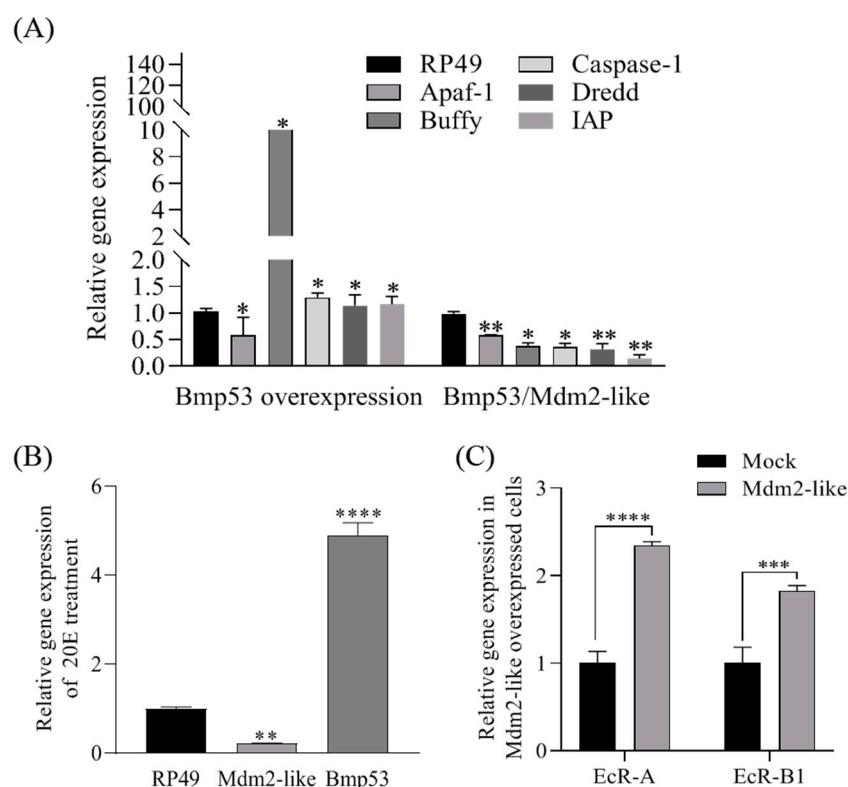 (A)
Relative gene expression
140
120
100
10
8
6
4
2
2.0
1.5
1.0
0.5
0.0
RP49 Caspase-1
Apaf-1 Dredd
Buffy IAP
* * * * *
** * * ** **
Bmp53 overexpression Bmp53/Mdm2-like
(B)
Relative gene expression
of 20E treatment
6
4
2
0
** ****
RP49 Mdm2-like Bmp53
(C)
Relative gene expression in
Mdm2-like overexpressed cells
3
2
1
0
Mock
Mdm2-like
**** ***
EcR-A EcR-B1